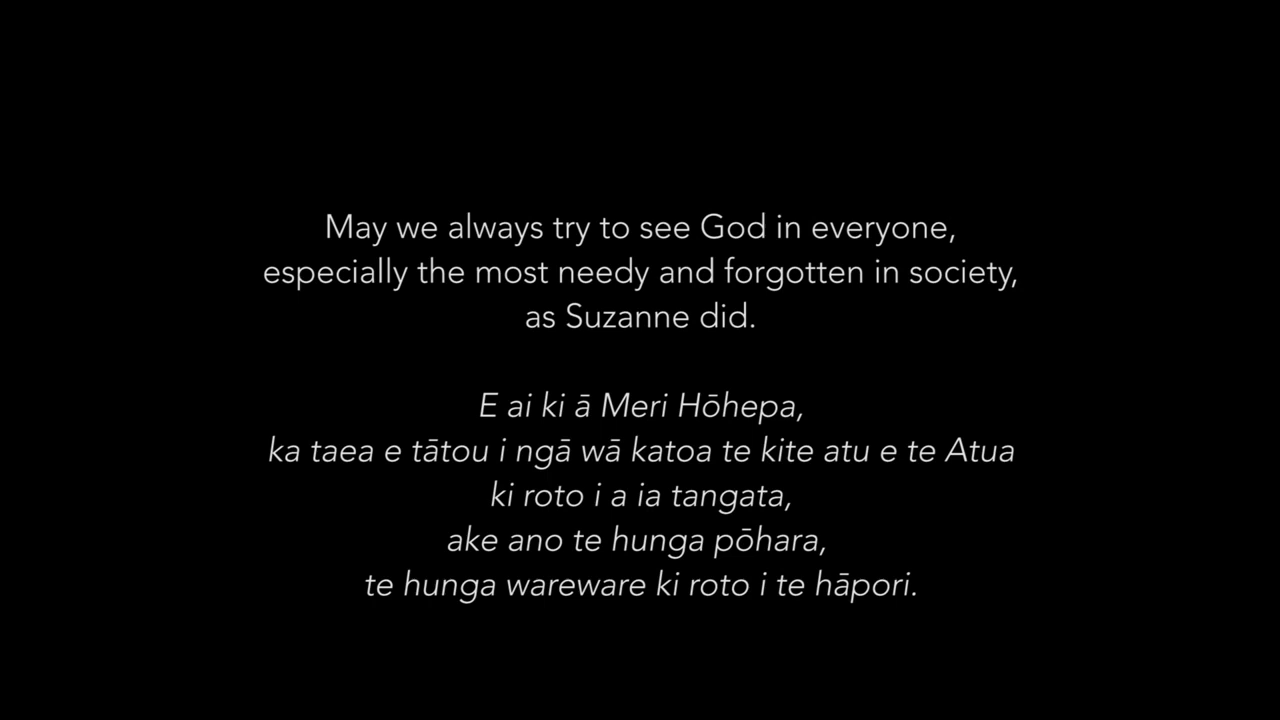 May we always try to see God in everyone,
especially the most needy and forgotten in society,
as Suzanne did.
E ai ki ā Meri Hōhepa,
ka taea e tātou i ngā wā katoa te kite atu e te Atua
ki roto i a ia tangata,
ake ano te hunga pōhara,
te hunga wareware ki roto i te hāpori.